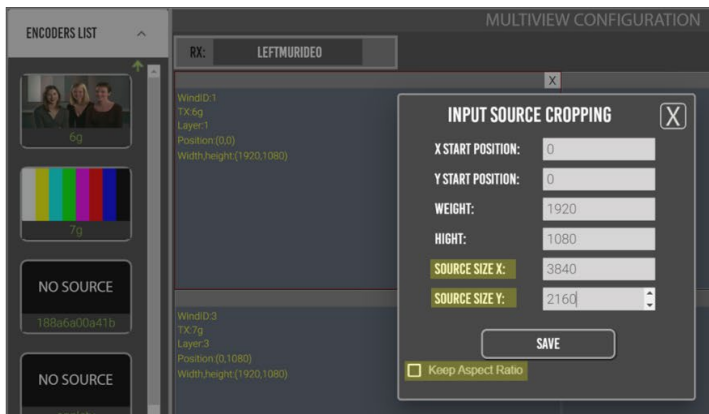 MULTIVIEW CONFIGURATION
ENCODERS LIST
RX: LEFTMURIDEO
6g
7g
NO SOURCE
188a6a00a41b
NO SOURCE
X
WindID:1
TX:6g
Layer:1
Position:(0,0)
Width,height:(1920,1080)
WindID:3
TX:7g
Layer:3
Position:(0,1080)
Width,height:(1920,1080)
INPUT SOURCE CROPPING X
X START POSITION: 0
Y START POSITION: 0
WEIGHT: 1920
HIGHT: 1080
SOURCE SIZE X: 3840
SOURCE SIZE Y: 2160
SAVE
Keep Aspect Ratio